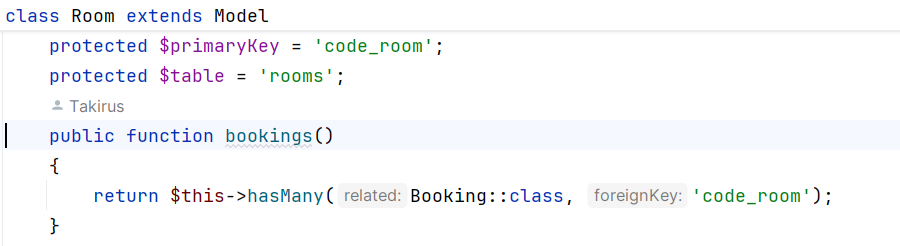 class Room extends Model
protected $primaryKey = 'code_room';
protected $table = 'rooms';
Takirus
public function bookings()
{
return $this->hasMany( related: Booking::class, foreignKey: 'code_room');
}